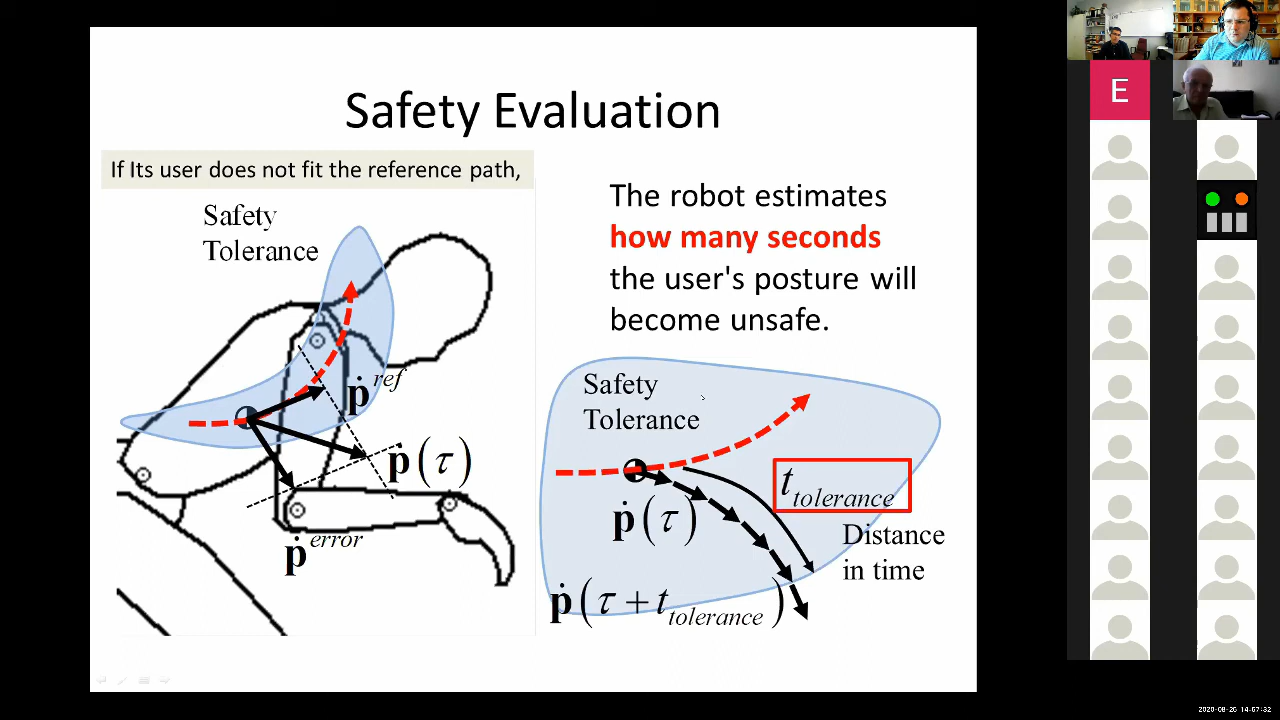 Safety Evaluation
If Its user does not fit the reference path,
Safety
Tolerance
ṗ^ref
ṗ(τ)
ṗ^error
The robot estimates
how many seconds
the user's posture will
become unsafe.
Safety
Tolerance
t_tolerance
ṗ(τ)
Distance
in time
ṗ(τ + t_tolerance)
E
2020-08-26 14:57:32